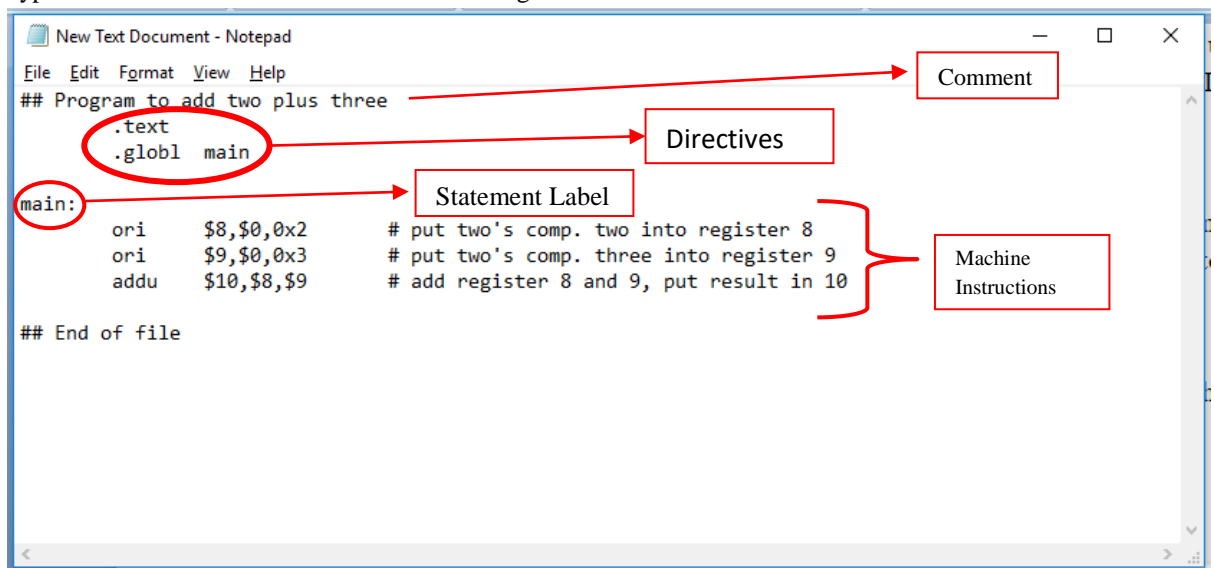 New Text Document - Notepad
File Edit Format View Help
## Program to add two plus three
Comment
.text
.globl main
Directives
main:
Statement Label
ori $8,$0,0x2 # put two's comp. two into register 8
ori $9,$0,0x3 # put two's comp. three into register 9
addu $10,$8,$9 # add register 8 and 9, put result in 10
Machine
Instructions
## End of file